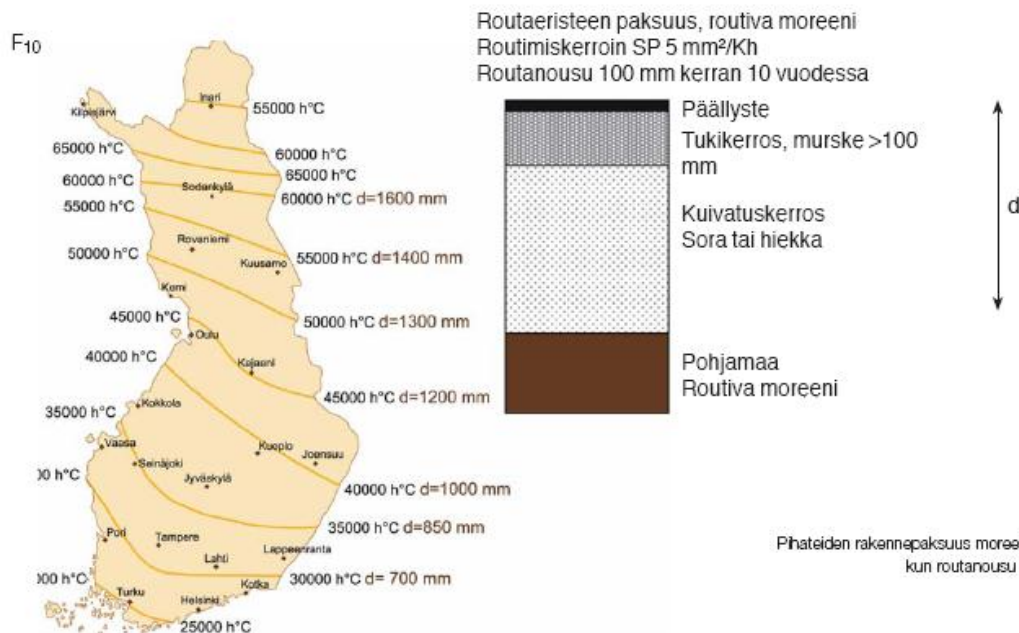 F10
Routaeristeen paksuus, routiva moreeni
Routimiskerroin SP 5 mm²/Kh
Routanousu 100 mm kerran 10 vuodessa
Päällyste
Tukikerros, murske >100
mm
Kuivatuskerros
Sora tai hiekka
d
Pohjamaa
Routiva moreeni
Inari
55000 h°C
Kilpisjärvi
65000 h°C
60000 h°C
60000 h°C
65000 h°C
Sodankylä
60000 h°C d=1600 mm
55000 h°C
Rovaniemi
50000 h°C
55000 h°C d=1400 mm
Kuusamo
Kemi
45000 h°C
50000 h°C d=1300 mm
Oulu
40000 h°C
Kajaani
45000 h°C d=1200 mm
35000 h°C
Kokkola
Vaasa
Kuopio
Seinäjoki
Joensuu
00 h°C
Jyväskylä
40000 h°C d=1000 mm
35000 h°C d=850 mm
Pori
Tampere
Lappeenranta
Lahti
000 h°C
30000 h°C d= 700 mm
Kotka
Turku
Helsinki
25000 h°C
Pihateiden rakennepaksuus moree
kun routanousu